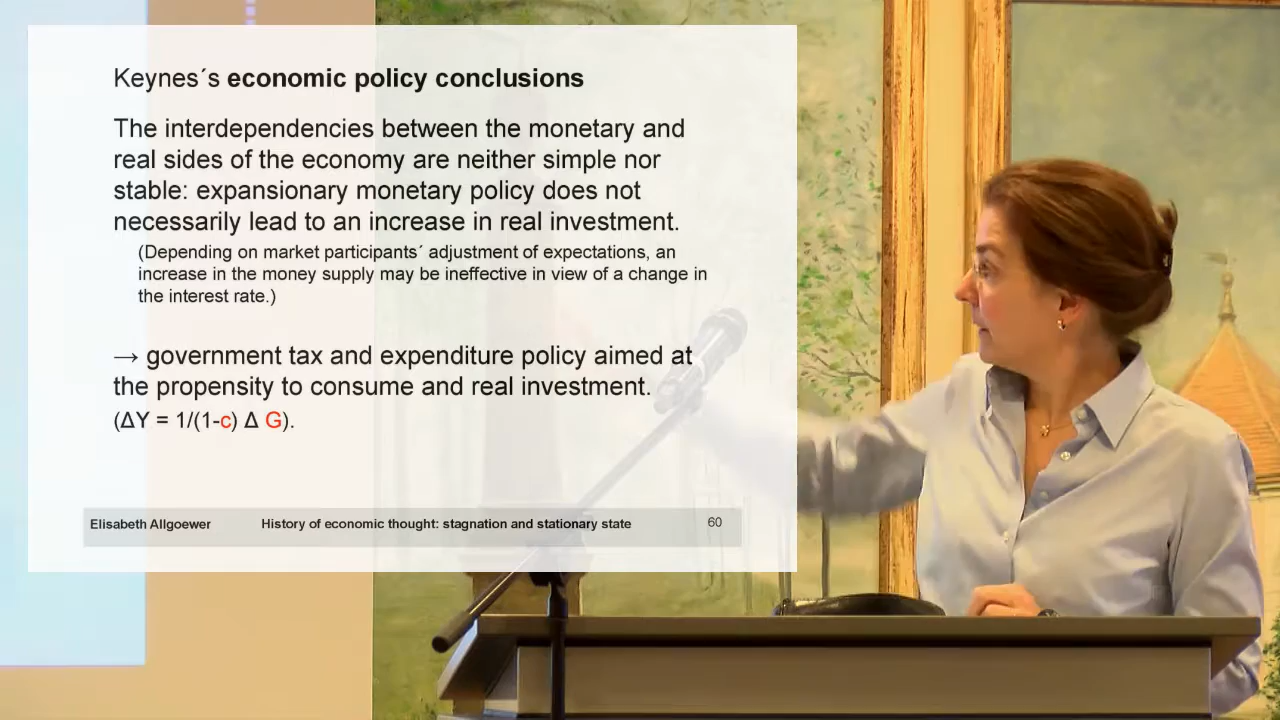 Keynes´s economic policy conclusions
The interdependencies between the monetary and
real sides of the economy are neither simple nor
stable: expansionary monetary policy does not
necessarily lead to an increase in real investment.
(Depending on market participants´ adjustment of expectations, an
increase in the money supply may be ineffective in view of a change in
the interest rate.)
→ government tax and expenditure policy aimed at
the propensity to consume and real investment.
(ΔY = 1/(1-c) Δ G).
Elisabeth Allgoewer History of economic thought: stagnation and stationary state 60